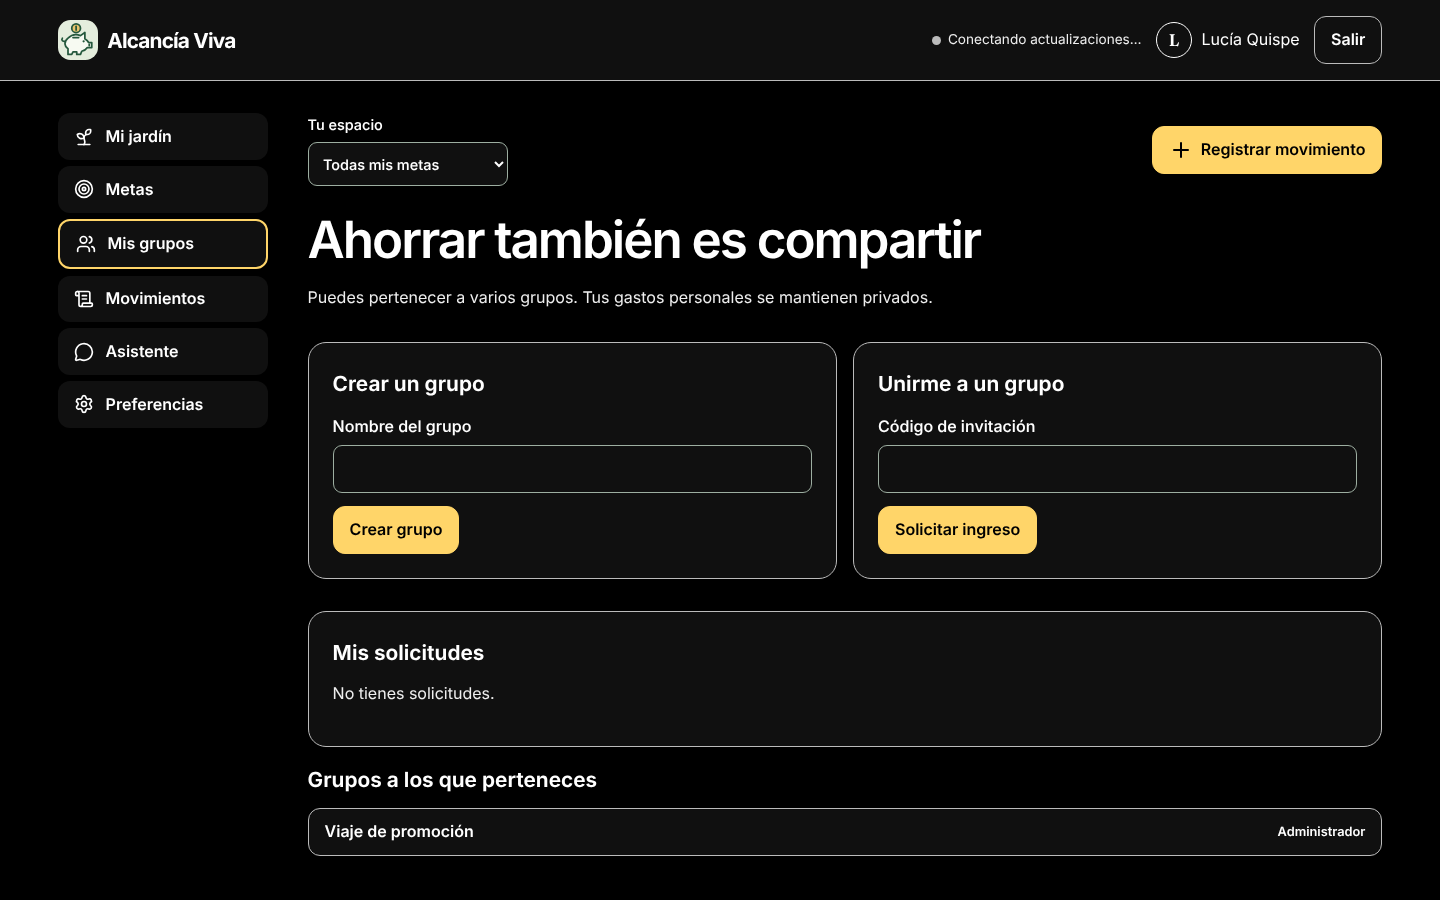 Alcancía Viva
Conectando actualizaciones...
L
Lucía Quispe
Salir
Mi jardín
Metas
Mis grupos
Movimientos
Asistente
Preferencias
Tu espacio
Todas mis metas
Registrar movimiento
Ahorrar también es compartir
Puedes pertenecer a varios grupos. Tus gastos personales se mantienen privados.
Crear un grupo
Nombre del grupo
Crear grupo
Unirme a un grupo
Código de invitación
Solicitar ingreso
Mis solicitudes
No tienes solicitudes.
Grupos a los que perteneces
Viaje de promoción
Administrador